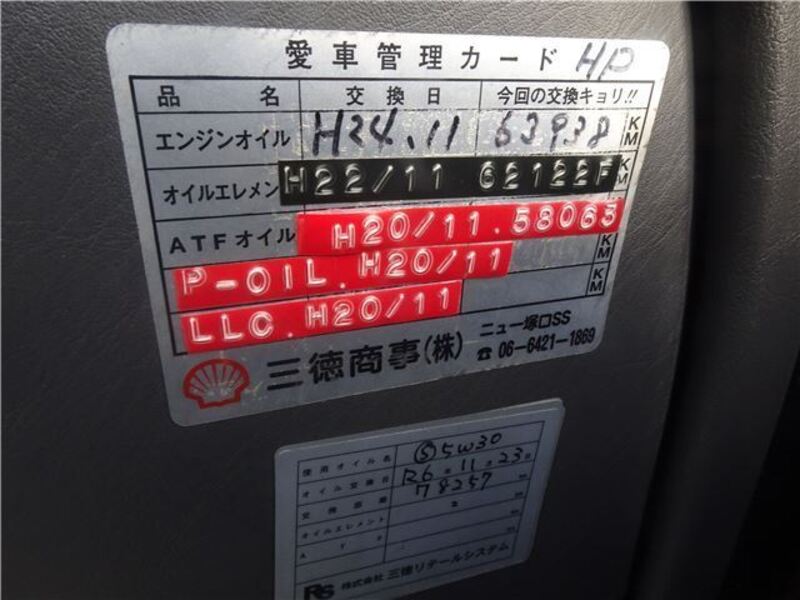 愛車管理カード HP
品名 交換日 今回の交換キョリ!!
エンジンオイル H24.11 63938 KM
オイルエレメン H22/11 62122F KM
ATFオイル H20/11.58063
P-OIL.H20/11 KM
LLC.H20/11 KM
三徳商事(株) ニュー塚口SS
☎06-6421-1869
使用オイル名 Ⓢ5W30
オイル交換日 R6.11.23
交換距離 78257
オイルエレメント
ATF
RS 株式会社 三徳リテールシステム